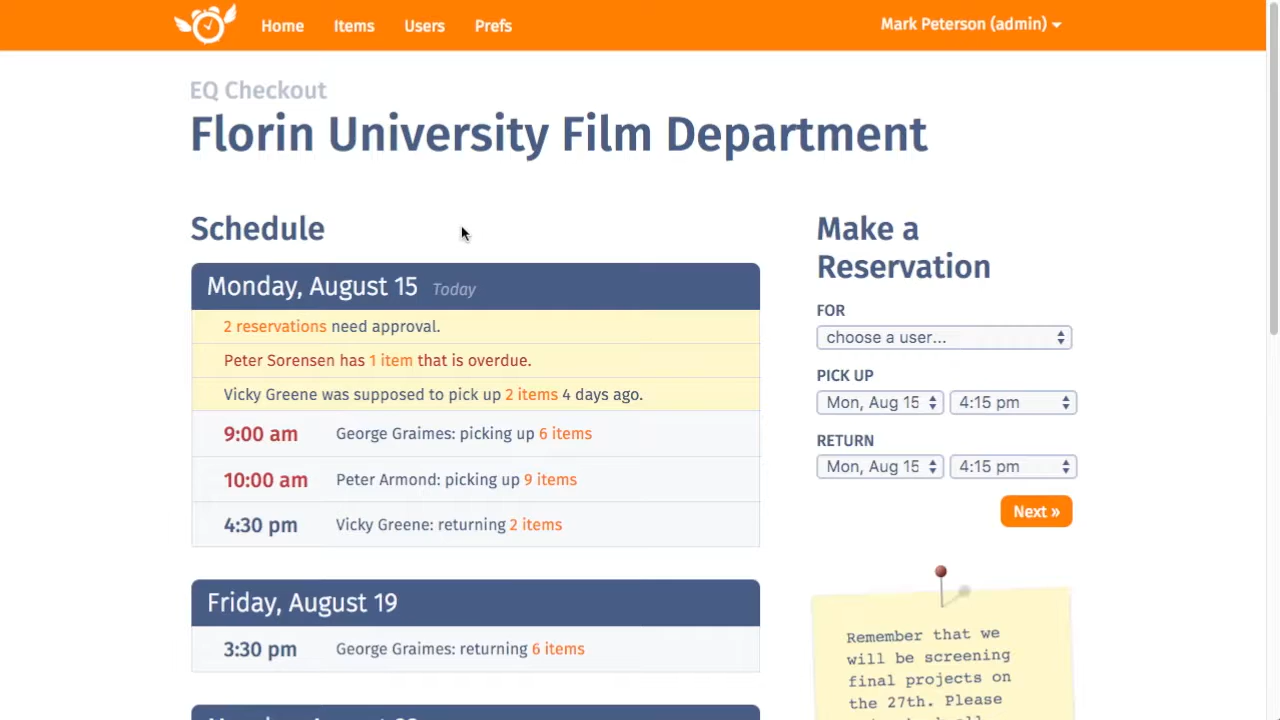 Home Items Users Prefs Mark Peterson (admin)
EQ Checkout
Florin University Film Department
Schedule
Monday, August 15 Today
2 reservations need approval.
Peter Sorensen has 1 item that is overdue.
Vicky Greene was supposed to pick up 2 items 4 days ago.
9:00 am George Graimes: picking up 6 items
10:00 am Peter Armond: picking up 9 items
4:30 pm Vicky Greene: returning 2 items
Friday, August 19
3:30 pm George Graimes: returning 6 items
Make a
Reservation
FOR
choose a user...
PICK UP
Mon, Aug 15 4:15 pm
RETURN
Mon, Aug 15 4:15 pm
Next »
Remember that we
will be screening
final projects on
the 27th. Please